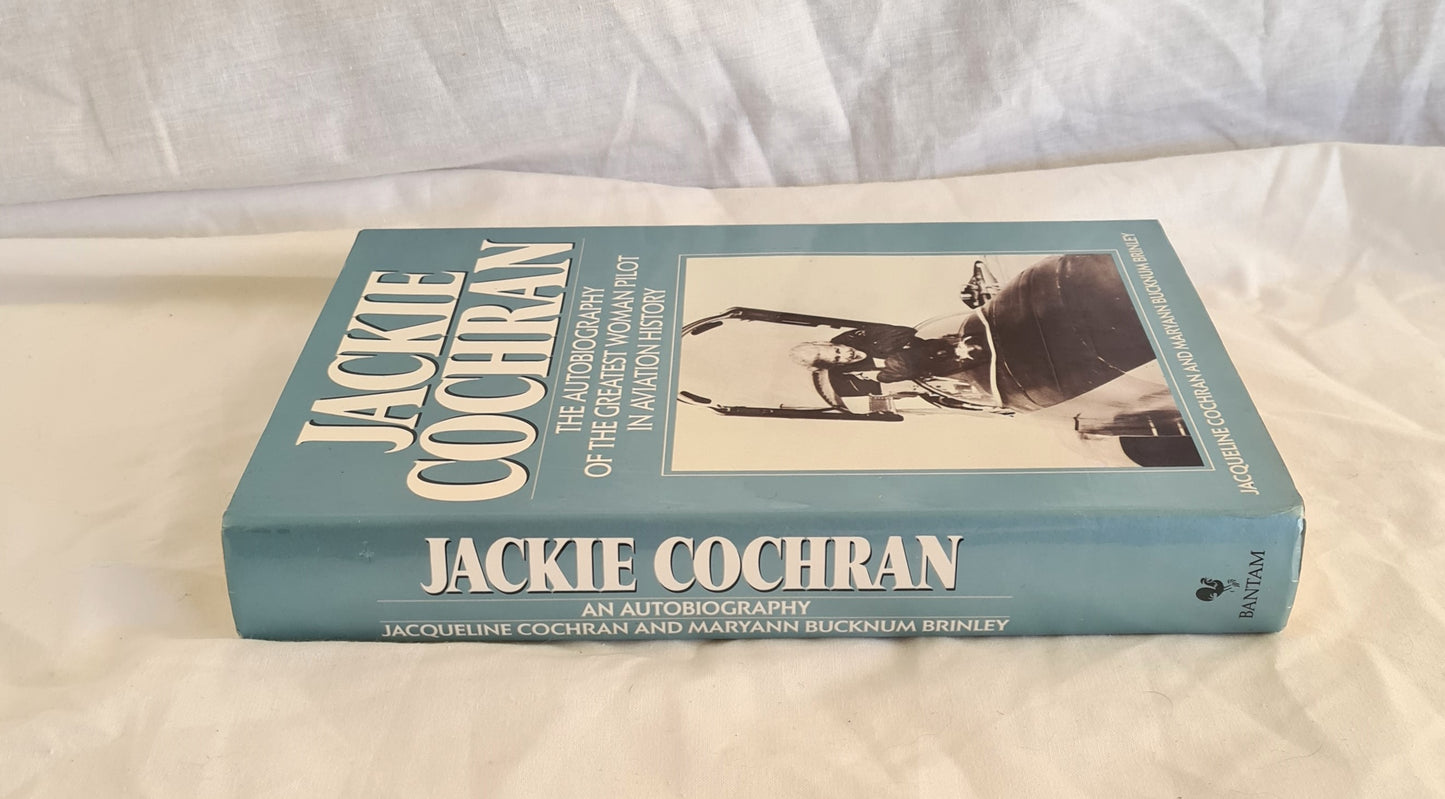 JACKIE
COCHRAN
THE AUTOBIOGRAPHY
OF THE GREATEST WOMAN PILOT
IN AVIATION HISTORY
JACQUELINE COCHRAN AND MARYANN BUCKNUM BRINLEY
JACKIE COCHRAN
AN AUTOBIOGRAPHY
JACQUELINE COCHRAN AND MARYANN BUCKNUM BRINLEY
BANTAM